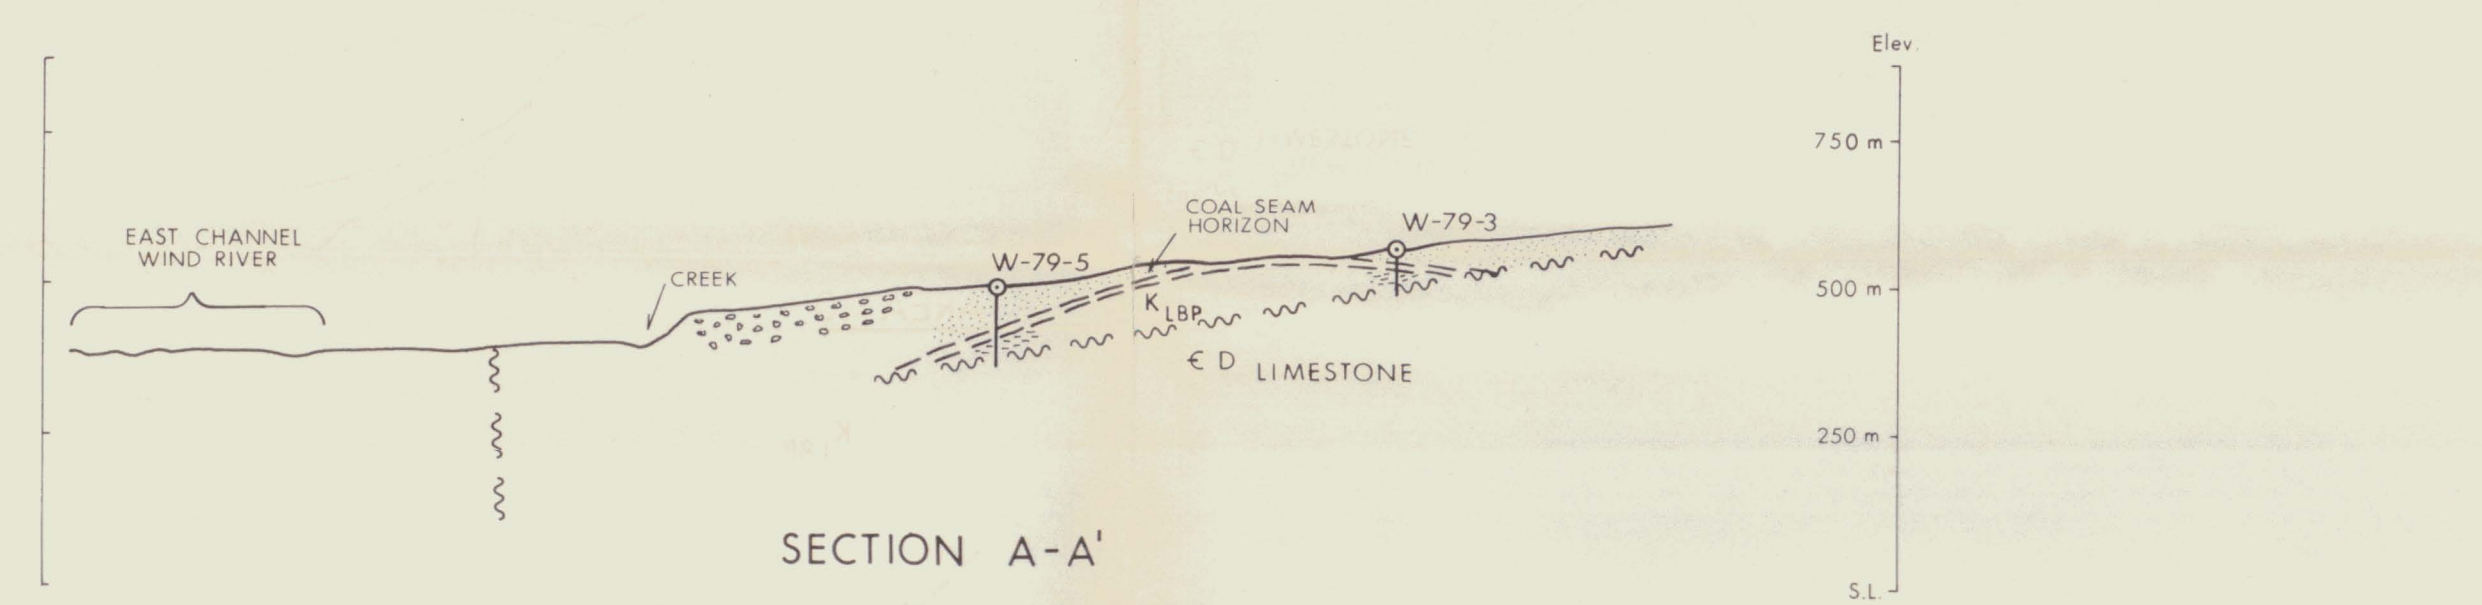 Elev.
750 m
COAL SEAM
HORIZON
W-79-3
EAST CHANNEL
WIND RIVER
W-79-5
CREEK
500 m
K LBP
Є D LIMESTONE
250 m
SECTION A-A'
S.L.